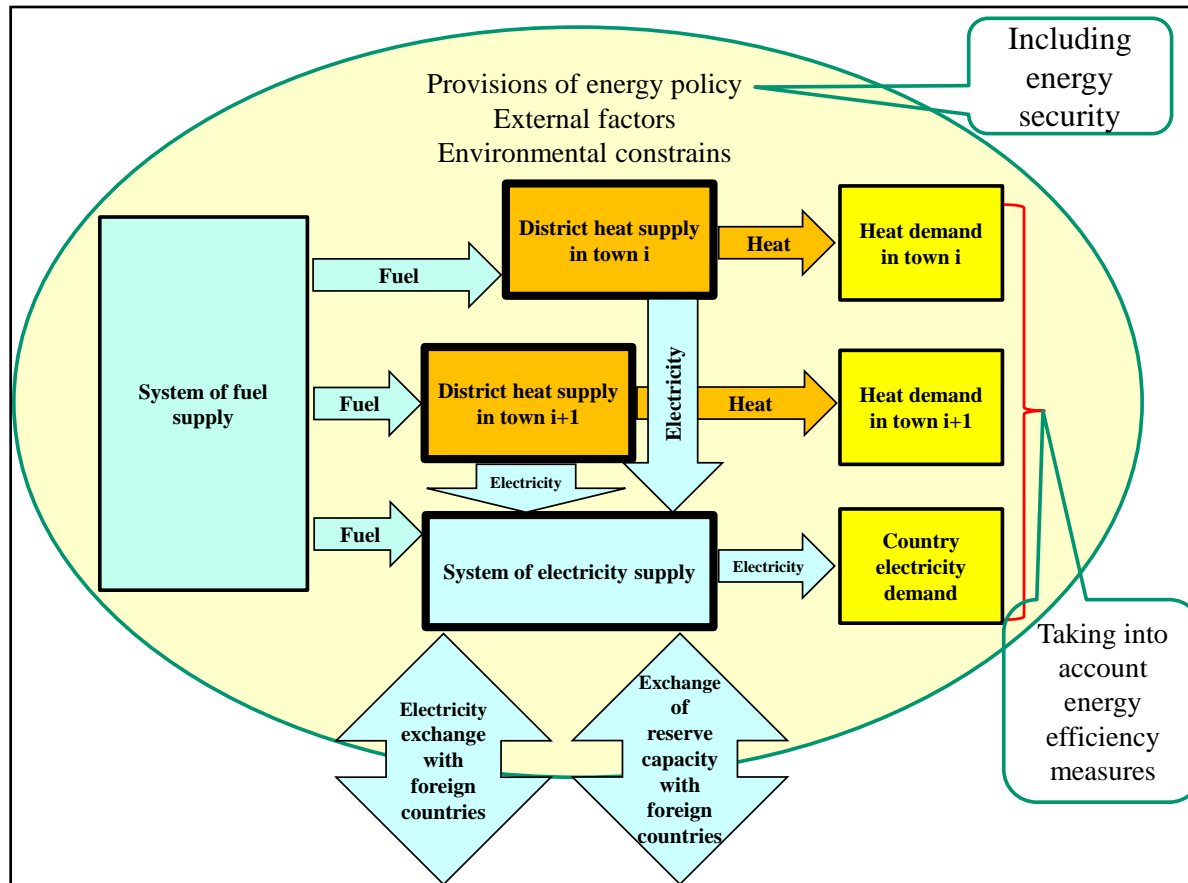 Including
energy
security
Provisions of energy policy
External factors
Environmental constrains
District heat supply
in town i
Heat
Heat demand
in town i
Fuel
System of fuel
supply
Fuel
District heat supply
in town i+1
Electricity
Heat
Heat demand
in town i+1
Electricity
Fuel
System of electricity supply
Electricity
Country
electricity
demand
Taking into
account
energy
efficiency
measures
Electricity
exchange
with
foreign
countries
Exchange
of
reserve
capacity
with
foreign
countries